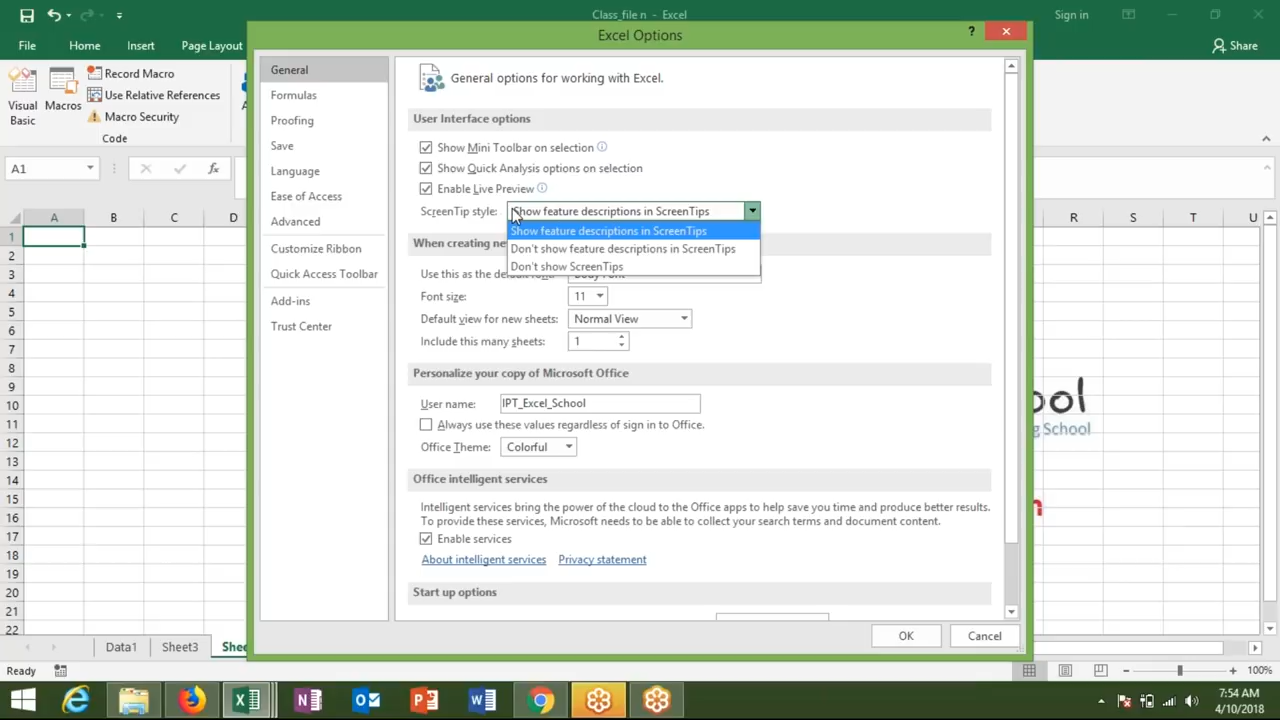 Class_file n - Excel
Sign in
File
Home
Insert
Page Layout
Share
Excel Options
?
Visual Basic
Macros
Record Macro
Use Relative References
Macro Security
Code
A1
fx
General
Formulas
Proofing
Save
Language
Ease of Access
Advanced
Customize Ribbon
Quick Access Toolbar
Add-ins
Trust Center
General options for working with Excel.
User Interface options
Show Mini Toolbar on selection
Show Quick Analysis options on selection
Enable Live Preview
ScreenTip style: Show feature descriptions in ScreenTips
Show feature descriptions in ScreenTips
Don't show feature descriptions in ScreenTips
Don't show ScreenTips
When creating
Use this as the default
Font size: 11
Default view for new sheets: Normal View
Include this many sheets: 1
Personalize your copy of Microsoft Office
User name: IPT_Excel_School
Always use these values regardless of sign in to Office.
Office Theme: Colorful
Office intelligent services
Intelligent services bring the power of the cloud to the Office apps to help save you time and produce better results.
To provide these services, Microsoft needs to be able to collect your search terms and document content.
Enable services
About intelligent services Privacy statement
Start up options
OK Cancel
A B C D R S T U
1
2
3
4
5
6
7
8
9
10
11
12
13
14
15
16
17
18
19
20
21
22
School
Data1 Sheet3
Ready
100%
7:54 AM
4/10/2018